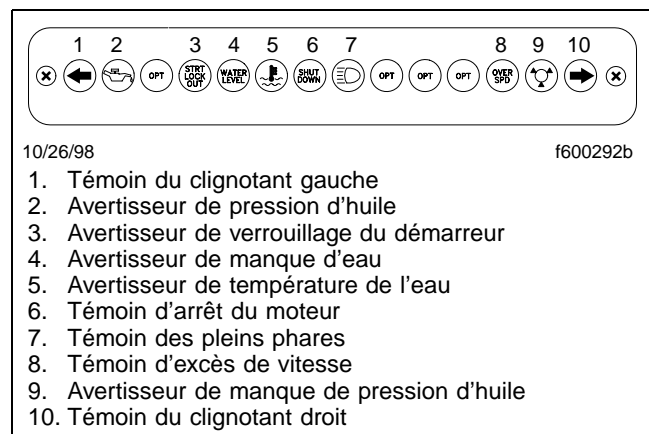 1 2 3 4 5 6 7 8 9 10
OPT STRT LOCK OUT WATER LEVEL SHUT DOWN OPT OPT OPT OVER SPD
10/26/98 f600292b
1. Témoin du clignotant gauche
2. Avertisseur de pression d'huile
3. Avertisseur de verrouillage du démarreur
4. Avertisseur de manque d'eau
5. Avertisseur de température de l'eau
6. Témoin d'arrêt du moteur
7. Témoin des pleins phares
8. Témoin d'excès de vitesse
9. Avertisseur de manque de pression d'huile
10. Témoin du clignotant droit